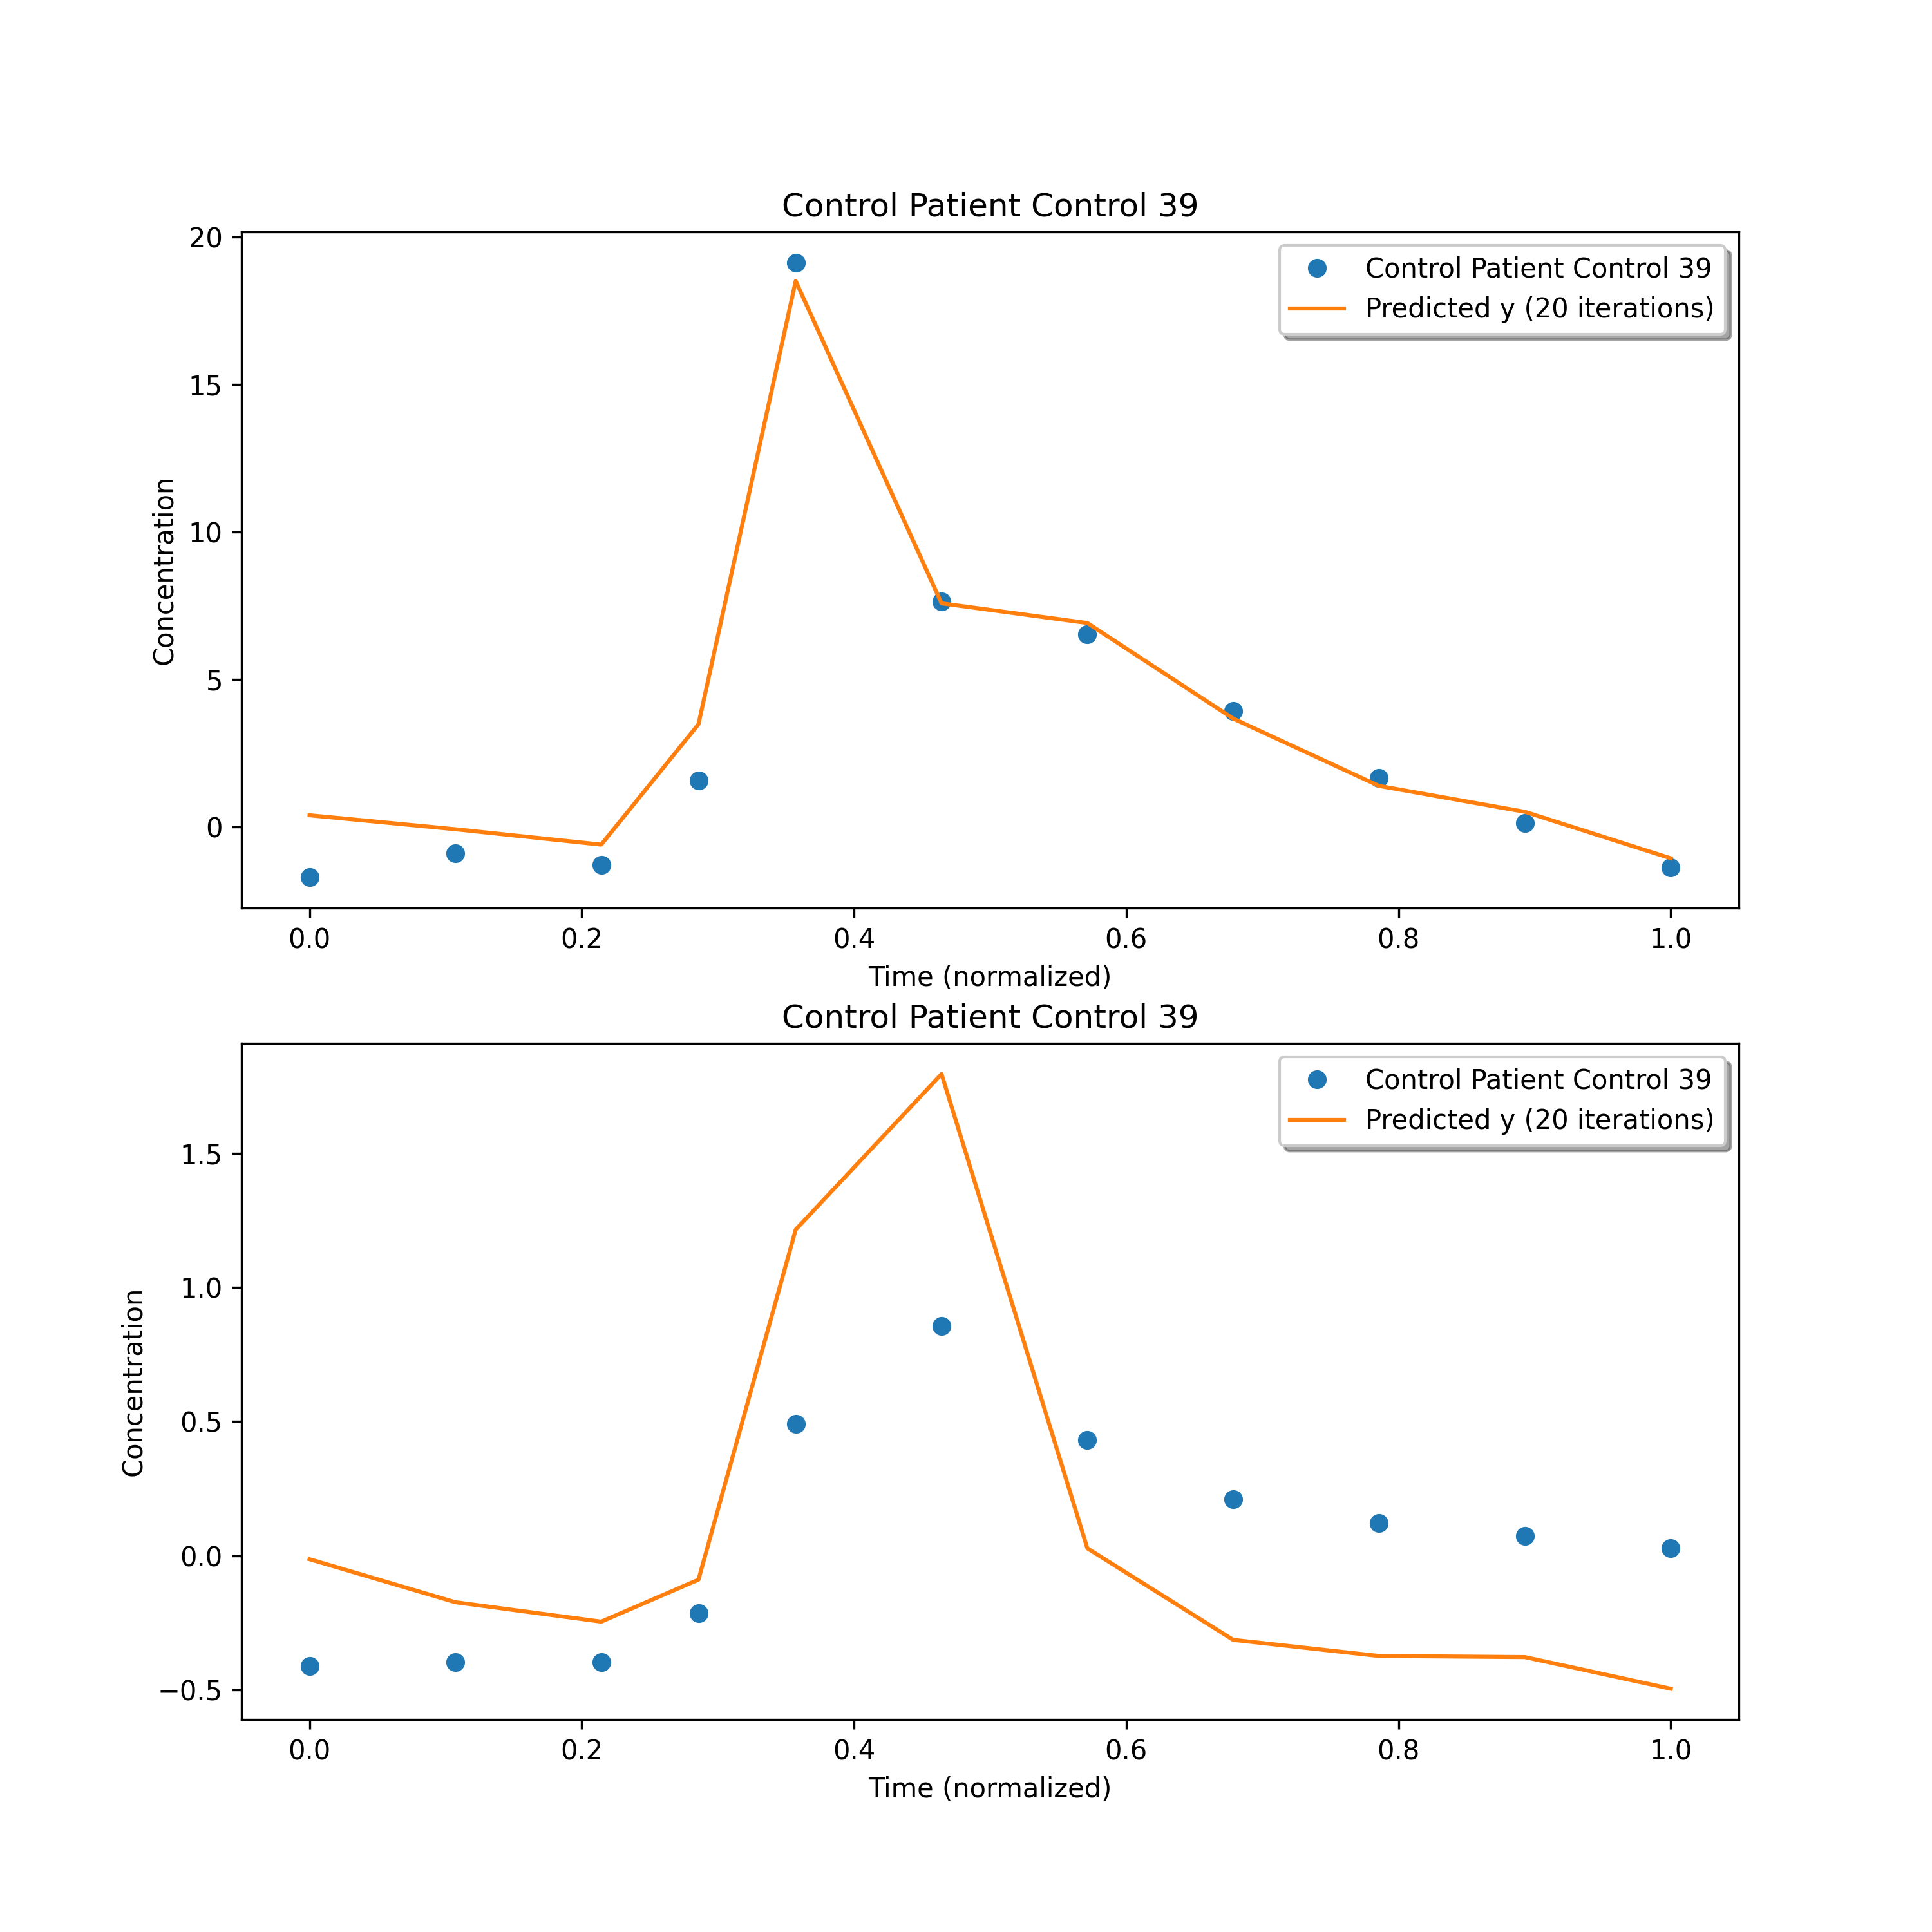 Control Patient Control 39
20
15
10
5
0
Concentration
Control Patient Control 39
Predicted y (20 iterations)
0.0 0.2 0.4 0.6 0.8 1.0
Time (normalized)
Control Patient Control 39
1.5
1.0
0.5
0.0
−0.5
Concentration
Control Patient Control 39
Predicted y (20 iterations)
0.0 0.2 0.4 0.6 0.8 1.0
Time (normalized)